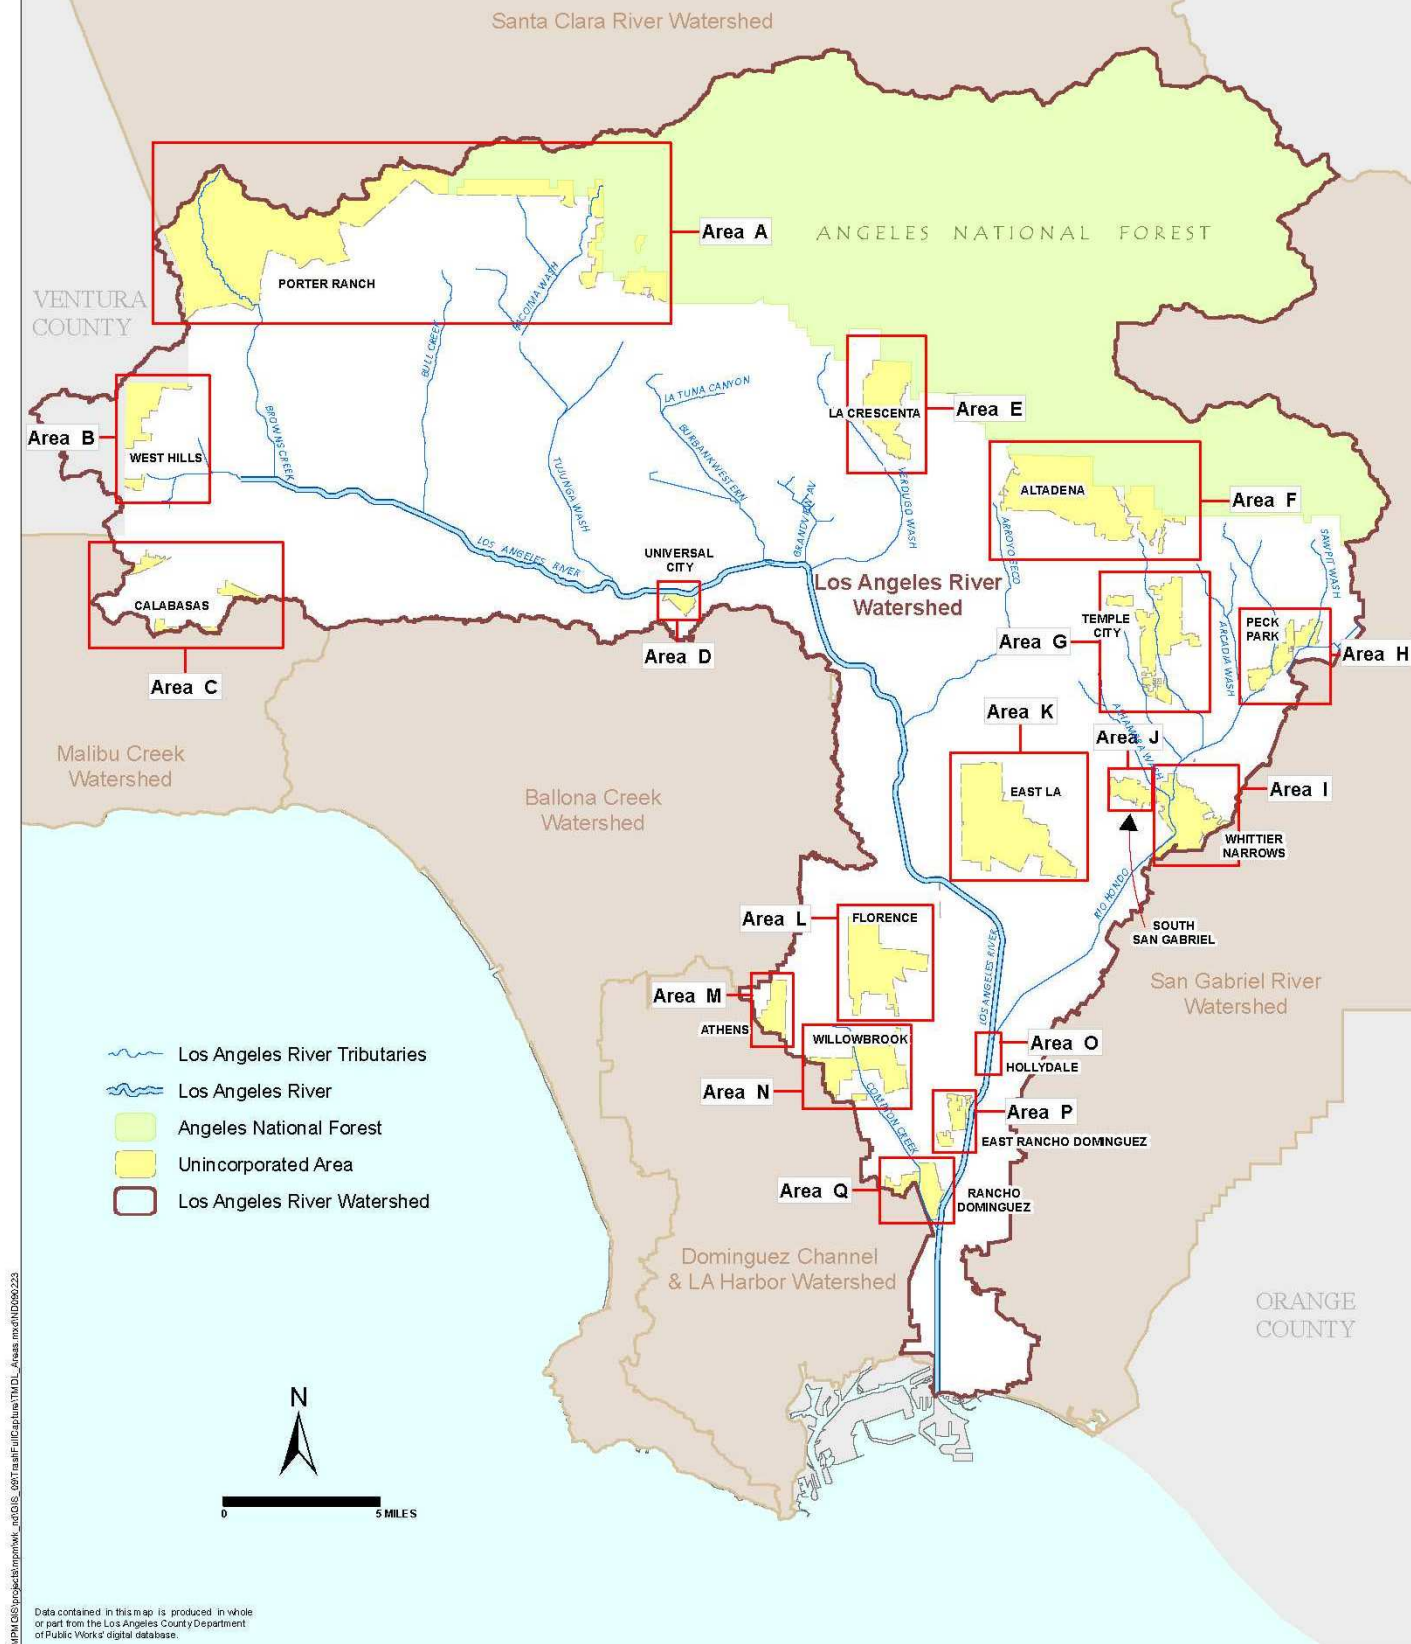 Santa Clara River Watershed
Area A
ANGELES NATIONAL FOREST
PORTER RANCH
VENTURA
COUNTY
PACOIMA WASH
BULL CREEK
LA TUNA CANYON
LA CRESCENTA
Area E
Area B
WEST HILLS
BROWNS CREEK
BURBANK WESTERN
TUJUNGA WASH
VERDUGO WASH
ALTADENA
Area F
ARROYO SECO
SAWPIT WASH
LOS ANGELES RIVER
UNIVERSAL
CITY
Los Angeles River
Watershed
CALABASAS
TEMPLE
CITY
ARCADIA WASH
PECK
PARK
Area G
Area H
Area D
Area C
Area K
ALHAMBRA WASH
Area J
Malibu Creek
Watershed
EAST LA
Area I
Ballona Creek
Watershed
WHITTIER
NARROWS
RIO HONDO
Area L
FLORENCE
SOUTH
SAN GABRIEL
LOS ANGELES RIVER
San Gabriel River
Watershed
Area M
ATHENS
WILLOWBROOK
Area O
HOLLYDALE
Area N
COMPTON CREEK
Area P
EAST RANCHO DOMINGUEZ
Area Q
RANCHO
DOMINGUEZ
Los Angeles River Tributaries
Los Angeles River
Angeles National Forest
Unincorporated Area
Los Angeles River Watershed
Dominguez Channel
& LA Harbor Watershed
ORANGE
COUNTY
N
0 5 MILES
Data contained in this map is produced in whole
or part from the Los Angeles County Department
of Public Works' digital database.